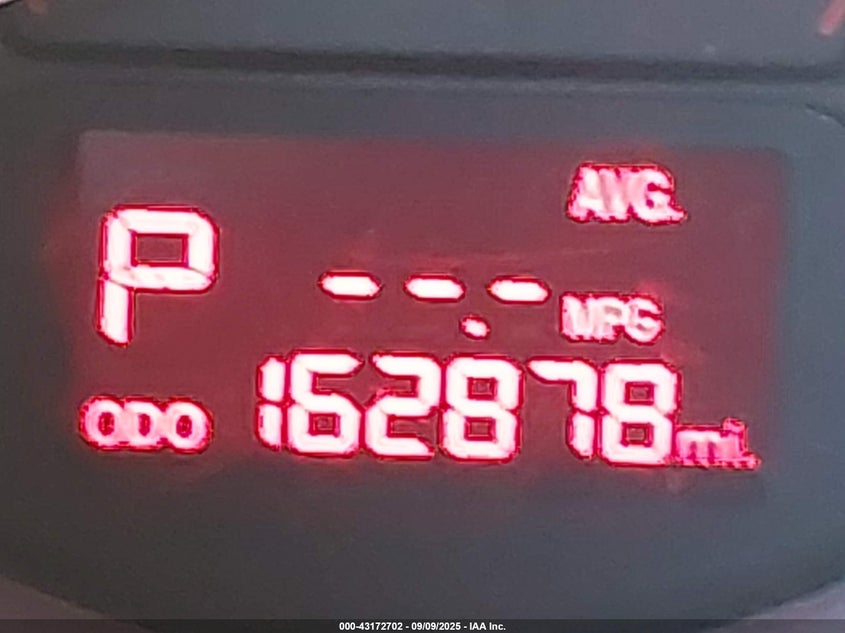 AVG.
P --.- MPG
ODO 162878 mi.
000-43172702 - 09/09/2025 - IAA Inc.